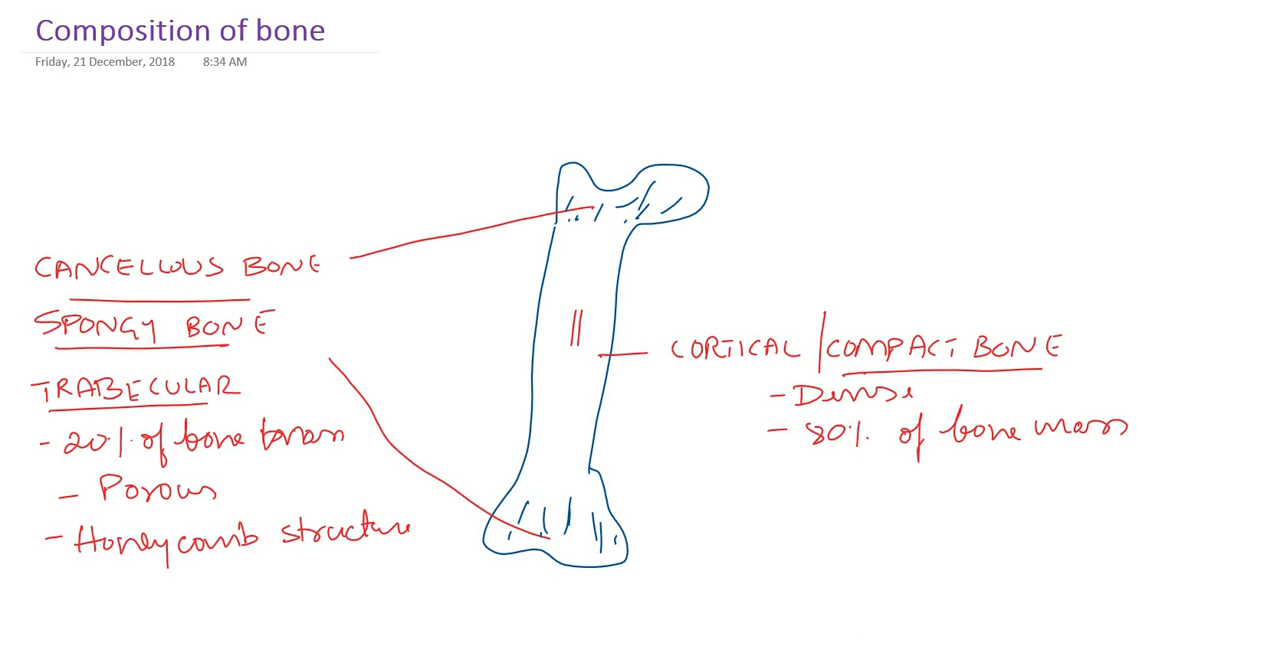 Composition of bone
Friday, 21 December, 2018 8:34 AM
CANCELLOUS BONE
SPONGY BONE
TRABECULAR
- 20% of bone
- Porous
- Honeycomb structure
CORTICAL / COMPACT BONE
- Dense
- 80% of bone mass